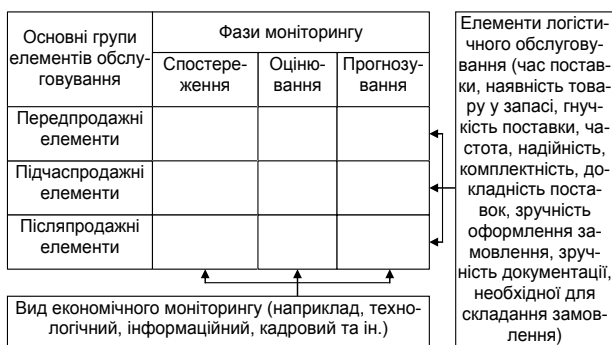 Основні групи
елементів обслу-
говування
Фази моніторингу
Спостере-
ження
Оціню-
вання
Прогнозу-
вання
Передпродажні
елементи
Підчаспродажні
елементи
Післяпродажні
елементи
Вид економічного моніторингу (наприклад, техно-
логічний, інформаційний, кадровий та ін.)
Елементи логісти-
чного обслугову-
вання (час постав-
ки, наявність това-
ру у запасі, гнуч-
кість поставки, ча-
стота, надійність,
комплектність, до-
кладність поста-
вок, зручність
оформлення за-
мовлення, зруч-
ність документації,
необхідної для
складання замов-
лення)